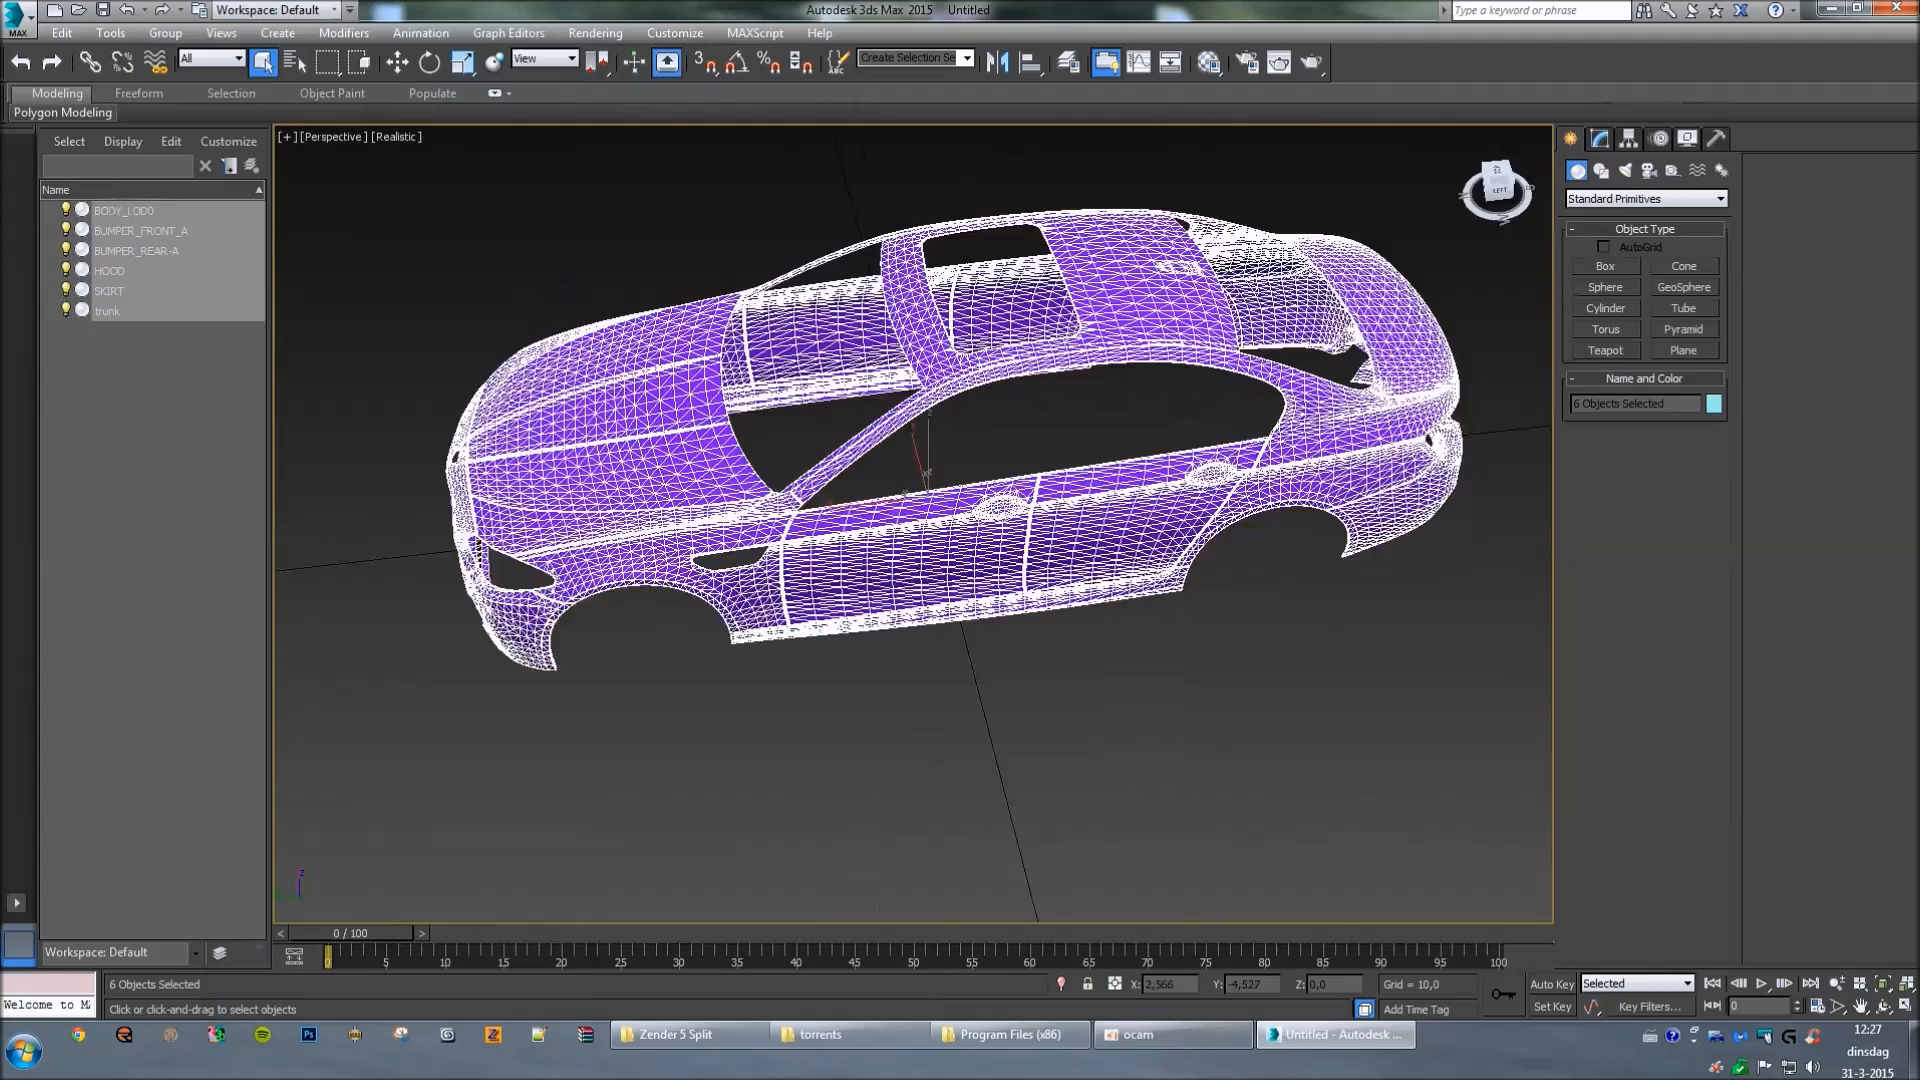 Workspace: Default
Autodesk 3ds Max 2015 Untitled
Type a keyword or phrase
MAX
Edit Tools Group Views Create Modifiers Animation Graph Editors Rendering Customize MAXScript Help
All
View
3
%
ABC
Create Selection Se
Modeling Freeform Selection Object Paint Populate
Polygon Modeling
Select Display Edit Customize
Name
BODY_LOD0
BUMPER_FRONT_A
BUMPER_REAR-A
HOOD
SKIRT
trunk
[+] [Perspective ] [Realistic ]
LEFT
Standard Primitives
- Object Type
AutoGrid
Box Cone
Sphere GeoSphere
Cylinder Tube
Torus Pyramid
Teapot Plane
- Name and Color
6 Objects Selected
z
Workspace: Default
< 0 / 100 >
0 5 10 15 20 25 30 35 40 45 50 55 60 65 70 75 80 85 90 95 100
6 Objects Selected
X: 2,566 Y: -4,527 Z: 0,0 Grid = 10,0
Auto Key Selected
Welcome to M
Click or click-and-drag to select objects
Add Time Tag
Set Key Key Filters... 0
Zender 5 Split
torrents
Program Files (x86)
ocam
Untitled - Autodesk ...
Ps
12:27
dinsdag
31-3-2015